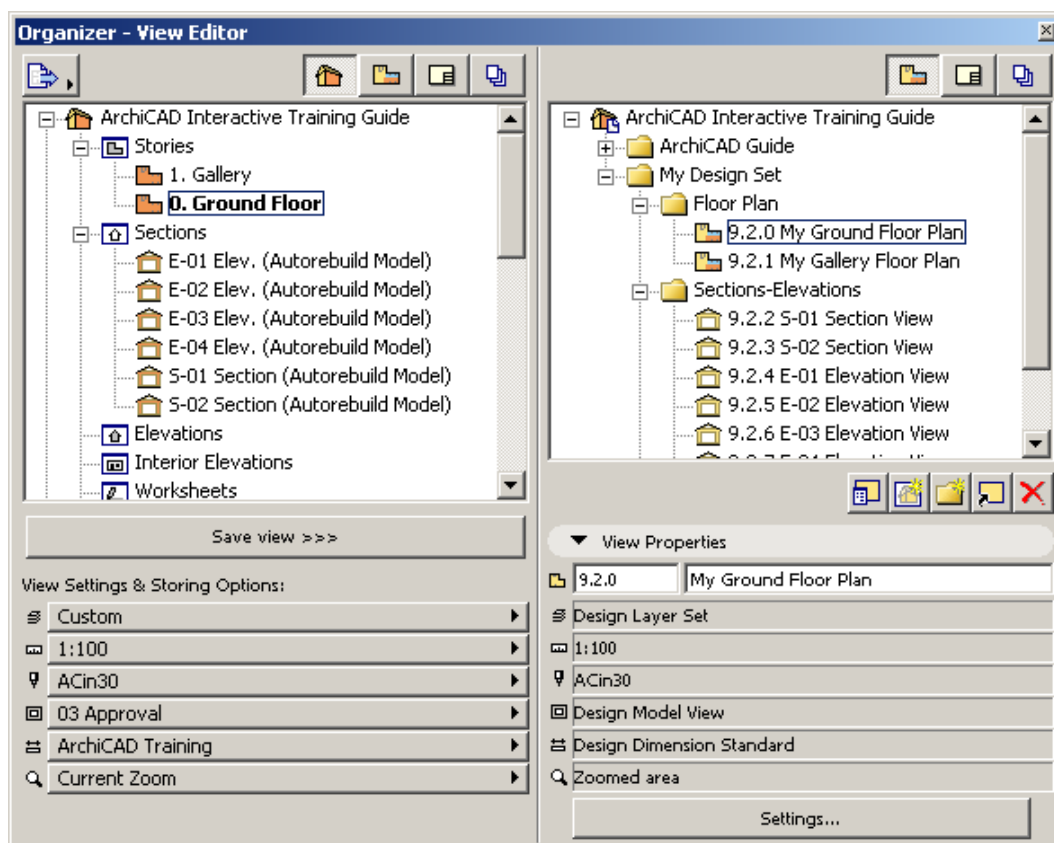 Organizer - View Editor
ArchiCAD Interactive Training Guide
Stories
1. Gallery
0. Ground Floor
Sections
E-01 Elev. (Autorebuild Model)
E-02 Elev. (Autorebuild Model)
E-03 Elev. (Autorebuild Model)
E-04 Elev. (Autorebuild Model)
S-01 Section (Autorebuild Model)
S-02 Section (Autorebuild Model)
Elevations
Interior Elevations
Worksheets
Save view >>>
View Settings & Storing Options:
Custom
1:100
ACin30
03 Approval
ArchiCAD Training
Current Zoom
ArchiCAD Interactive Training Guide
ArchiCAD Guide
My Design Set
Floor Plan
9.2.0 My Ground Floor Plan
9.2.1 My Gallery Floor Plan
Sections-Elevations
9.2.2 S-01 Section View
9.2.3 S-02 Section View
9.2.4 E-01 Elevation View
9.2.5 E-02 Elevation View
9.2.6 E-03 Elevation View
View Properties
9.2.0 My Ground Floor Plan
Design Layer Set
1:100
ACin30
Design Model View
Design Dimension Standard
Zoomed area
Settings...